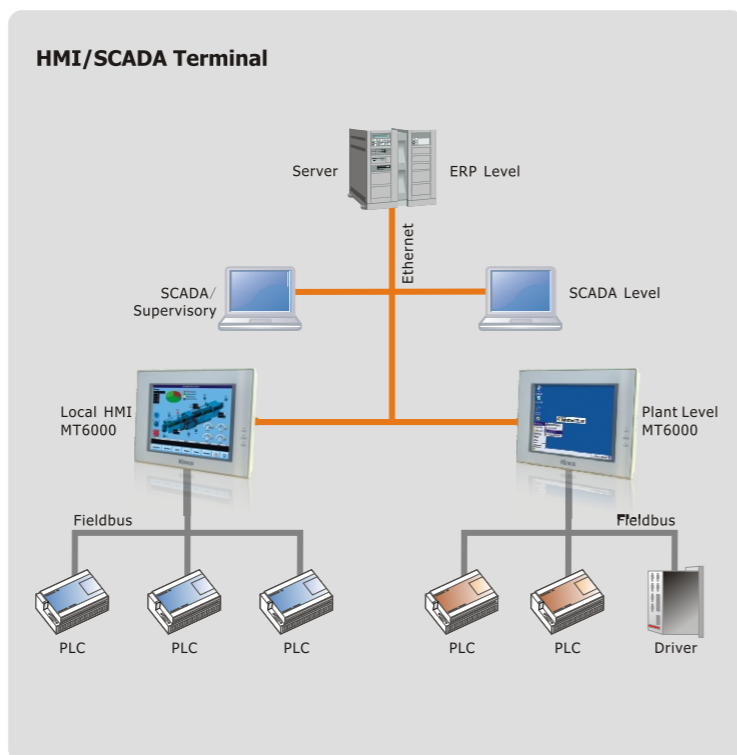 HMI/SCADA Terminal
Server
ERP Level
Ethernet
SCADA/
Supervisory
SCADA Level
Local HMI
MT6000
Plant Level
MT6000
Fieldbus
Fieldbus
PLC
PLC
PLC
PLC
PLC
Driver